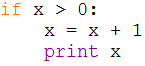 if x > 0:
    x = x + 1
    print x